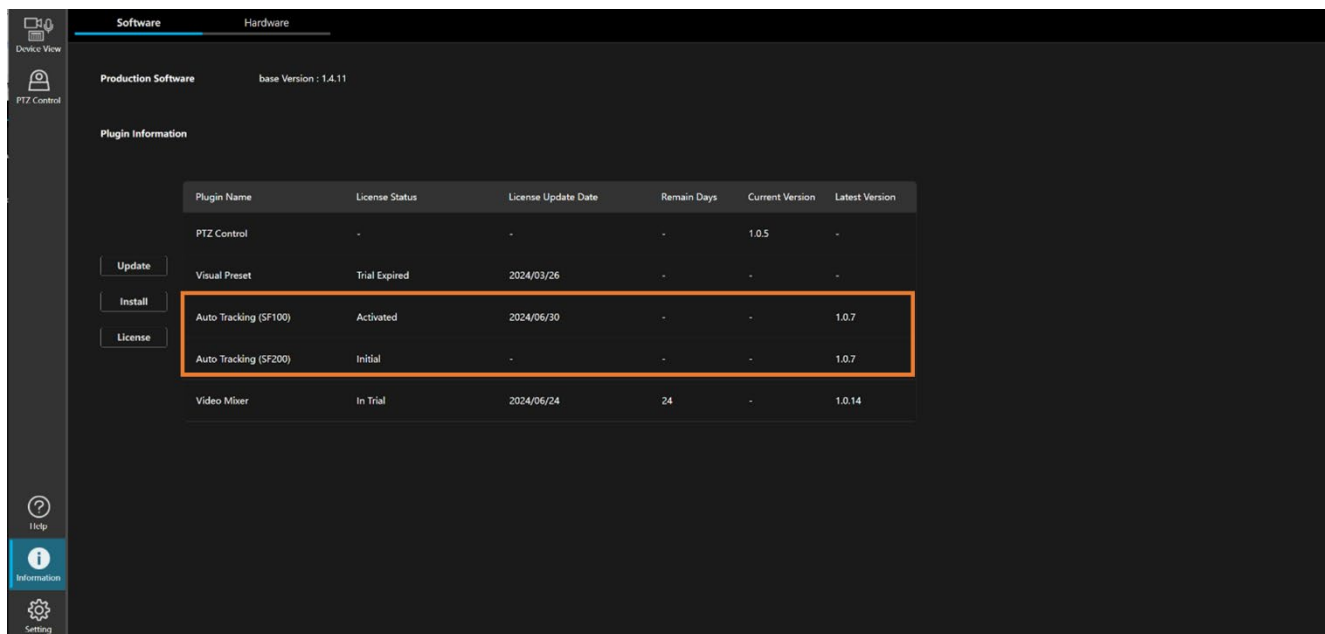 Software Hardware
Device View
PTZ Control
Production Software base Version : 1.4.11
Plugin Information
Plugin Name License Status License Update Date Remain Days Current Version Latest Version
PTZ Control - - - 1.0.5 -
Update
Visual Preset Trial Expired 2024/03/26 - - -
Install
Auto Tracking (SF100) Activated 2024/06/30 - - 1.0.7
License
Auto Tracking (SF200) Initial - - - 1.0.7
Video Mixer In Trial 2024/06/24 24 - 1.0.14
Help
Information
Setting